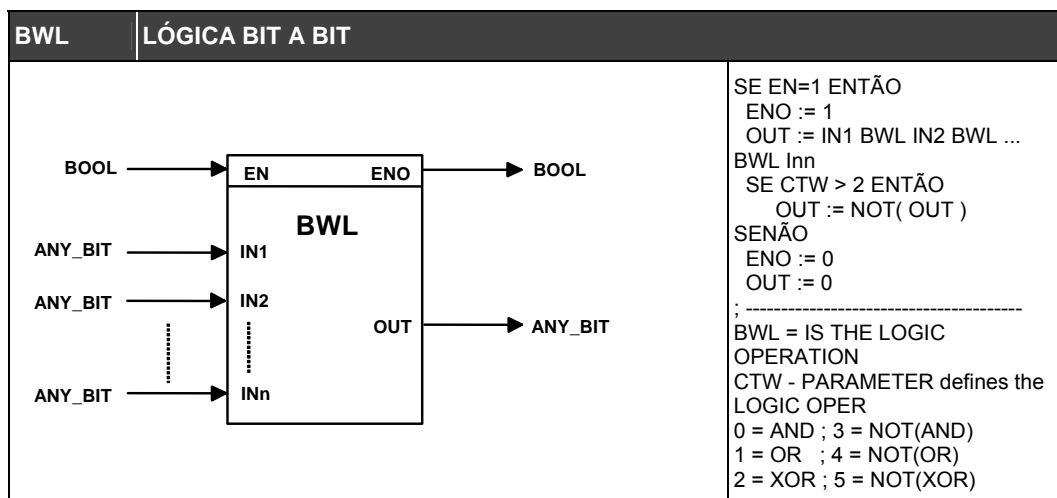 BWL LÓGICA BIT A BIT
BOOL EN ENO BOOL
BWL
ANY_BIT IN1
ANY_BIT IN2
OUT ANY_BIT
ANY_BIT INn
SE EN=1 ENTÃO
ENO := 1
OUT := IN1 BWL IN2 BWL ...
BWL Inn
SE CTW > 2 ENTÃO
OUT := NOT( OUT )
SENÃO
ENO := 0
OUT := 0
; ---------------------------------------
BWL = IS THE LOGIC
OPERATION
CTW - PARAMETER defines the
LOGIC OPER
0 = AND ; 3 = NOT(AND)
1 = OR ; 4 = NOT(OR)
2 = XOR ; 5 = NOT(XOR)